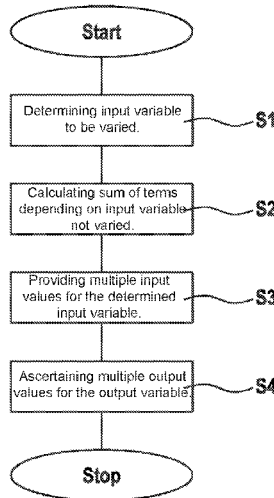 Start
Determining input variable
to be varied.
S1
Calculating sum of terms
depending on input variable
not varied.
S2
Providing multiple input
values for the determined
input variable.
S3
Ascertaining multiple output
values for the output variable.
S4
Stop